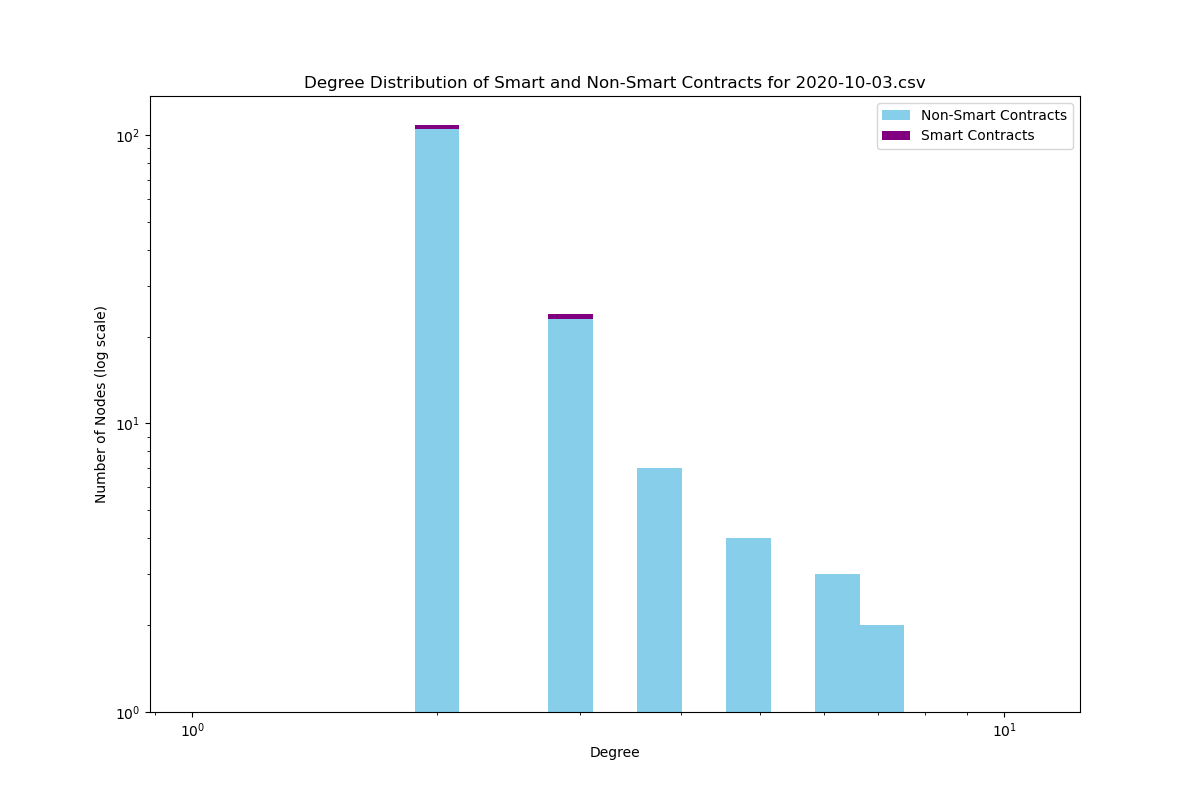 Degree Distribution of Smart and Non-Smart Contracts for 2020-10-03.csv
Non-Smart Contracts
Smart Contracts
Number of Nodes (log scale)
10²
10¹
10⁰
10⁰ 10¹
Degree